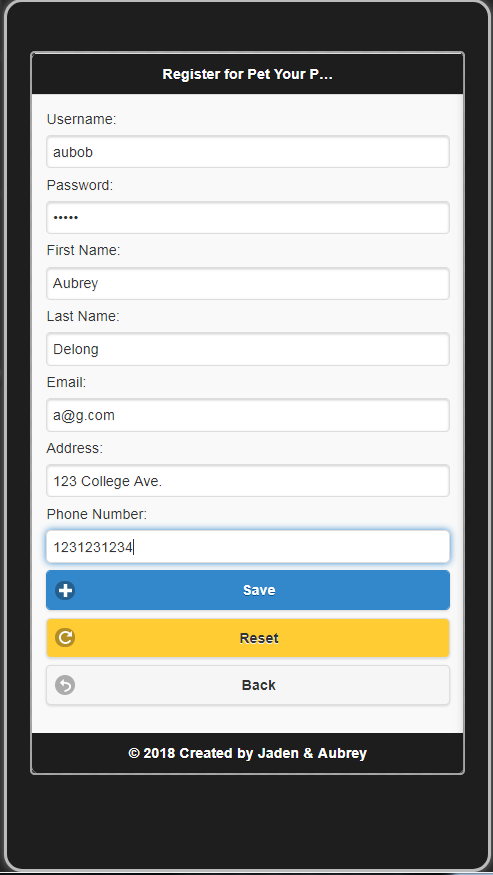 Register for Pet Your P...
Username:
aubob
Password:
•••••
First Name:
Aubrey
Last Name:
Delong
Email:
a@g.com
Address:
123 College Ave.
Phone Number:
1231231234
Save
Reset
Back
© 2018 Created by Jaden & Aubrey